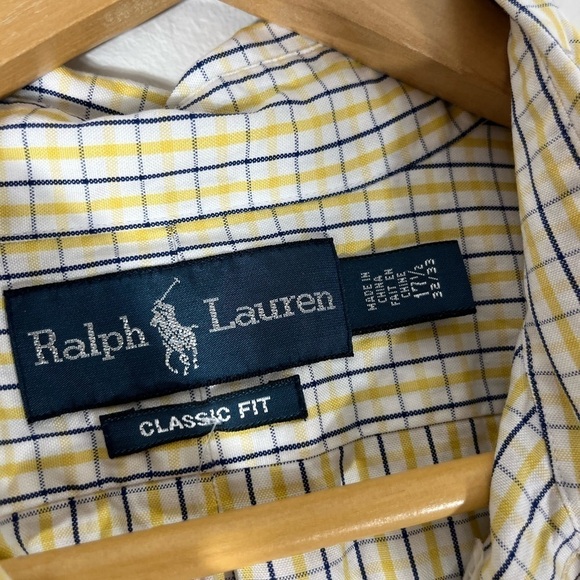 Ralph Lauren
CLASSIC FIT
MADE IN
CHINA
FAIT EN
CHINE
17 1/2
32/33